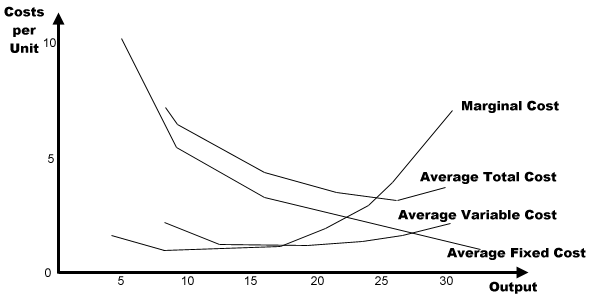 Costs
per
Unit
10
Marginal Cost
5
Average Total Cost
Average Variable Cost
Average Fixed Cost
0
5
10
15
20
25
30
Output